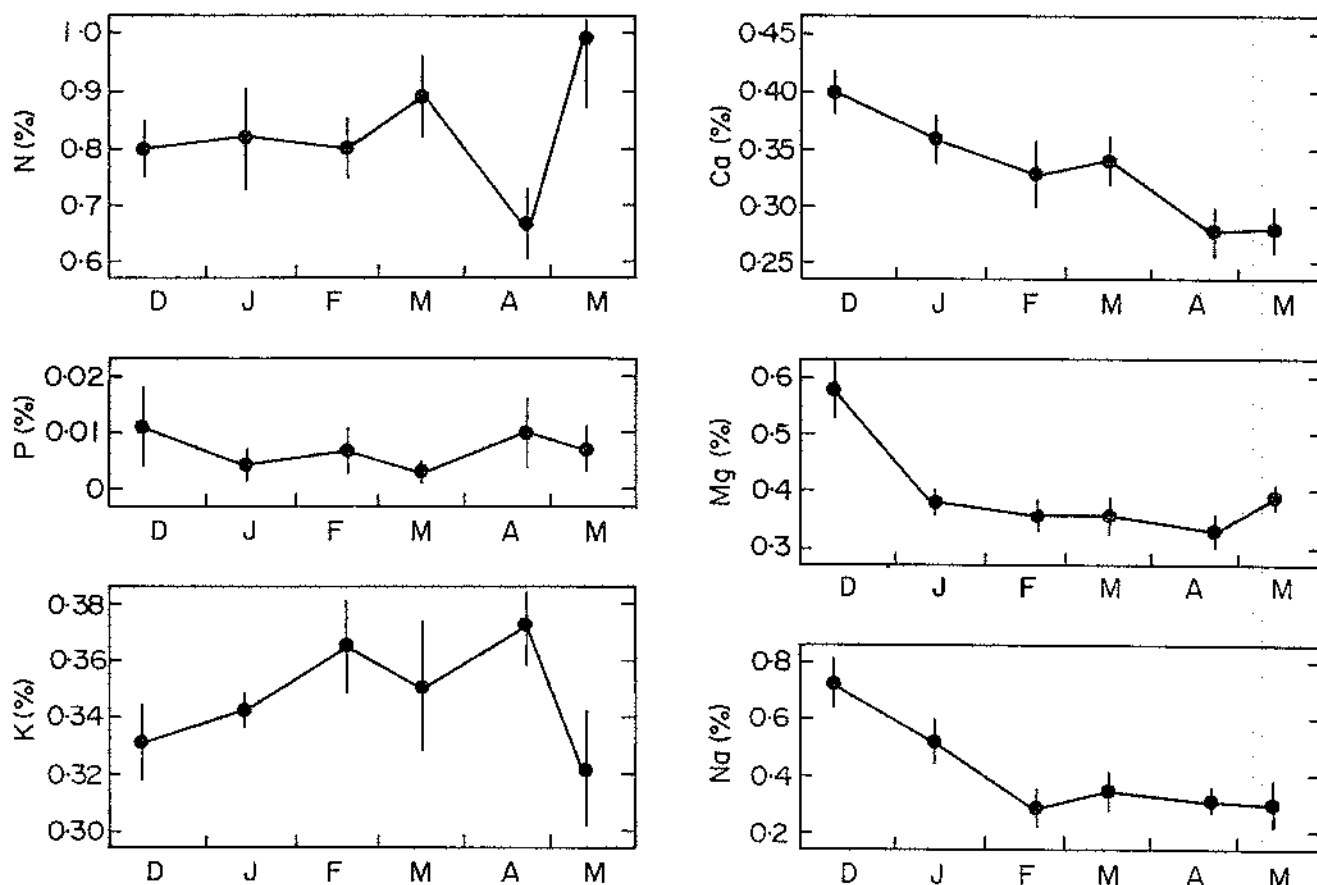 N (%)
1·0
0·9
0·8
0·7
0·6
D J F M A M
P (%)
0·02
0·01
0
D J F M A M
K (%)
0·38
0·36
0·34
0·32
0·30
D J F M A M
Ca (%)
0·45
0·40
0·35
0·30
0·25
D J F M A M
Mg (%)
0·6
0·5
0·4
0·3
D J F M A M
Na (%)
0·8
0·6
0·4
0·2
D J F M A M